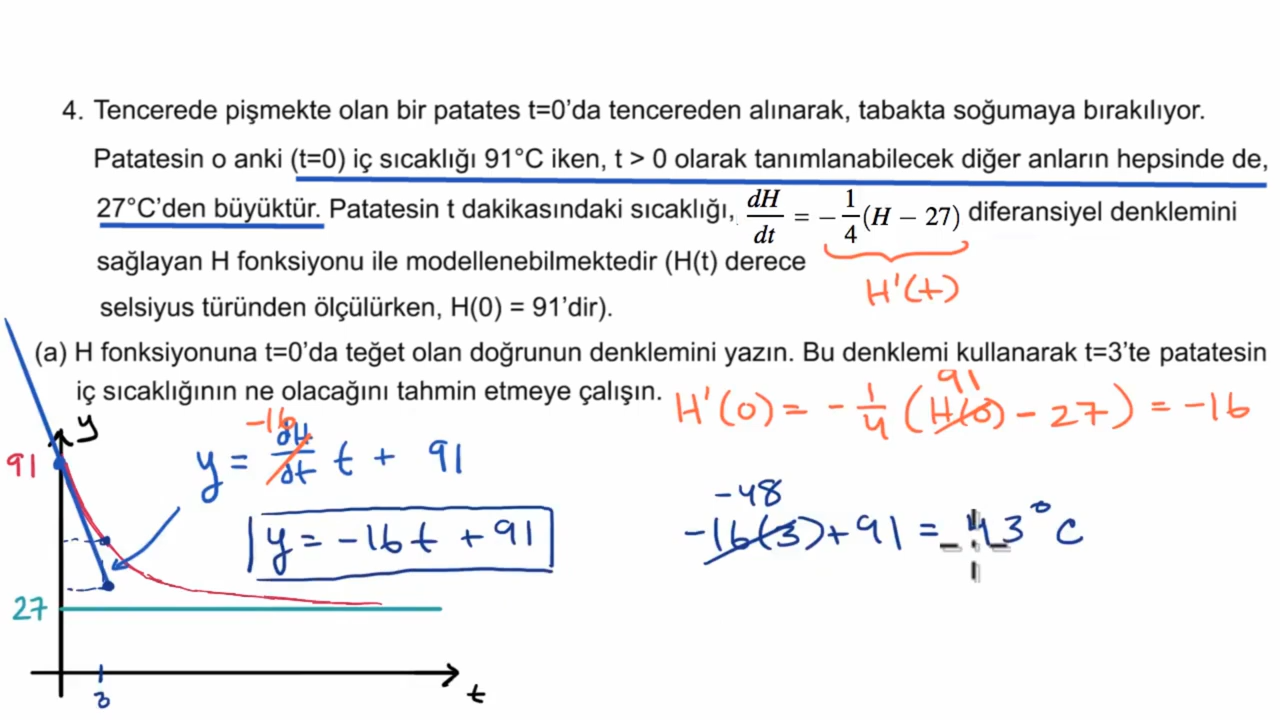 4. Tencerede pişmekte olan bir patates t=0'da tencereden alınarak, tabakta soğumaya bırakılıyor.
Patatesin o anki (t=0) iç sıcaklığı 91°C iken, t > 0 olarak tanımlanabilecek diğer anların hepsinde de,
27°C'den büyüktür. Patatesin t dakikasındaki sıcaklığı, dH/dt = -1/4(H - 27) diferansiyel denklemini
sağlayan H fonksiyonu ile modellenebilmektedir (H(t) derece
H'(t)
selsiyus türünden ölçülürken, H(0) = 91'dir).
(a) H fonksiyonuna t=0'da teğet olan doğrunun denklemini yazın. Bu denklemi kullanarak t=3'te patatesin
iç sıcaklığının ne olacağını tahmin etmeye çalışın.
91
H'(0) = -1/4 (H(0) - 27) = -16
-16
y
91
y = dH/dt t + 91
-48
y = -16t + 91
-16(3) + 91 = 43°C
27
3
t